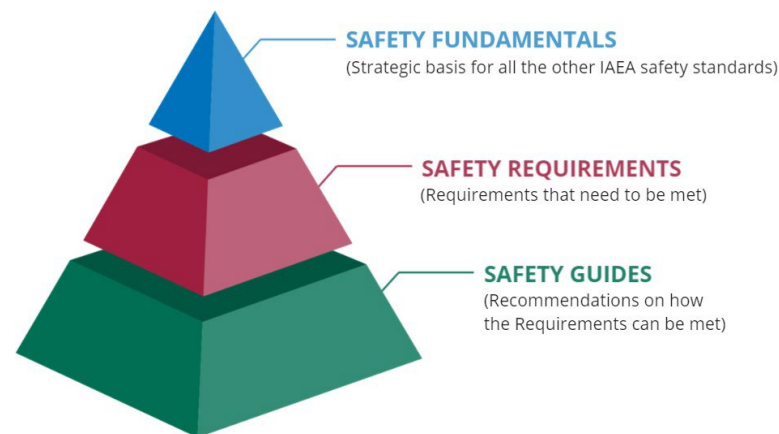 SAFETY FUNDAMENTALS
(Strategic basis for all the other IAEA safety standards)
SAFETY REQUIREMENTS
(Requirements that need to be met)
SAFETY GUIDES
(Recommendations on how
the Requirements can be met)